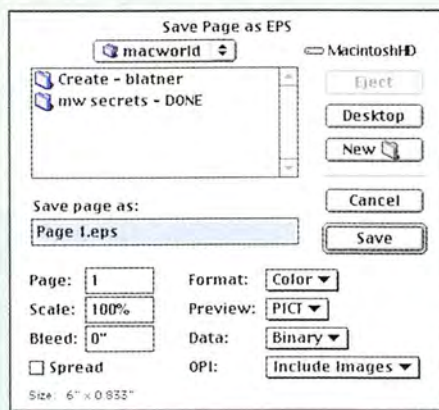 Save Page as EPS
macworld
MacintoshHD
Create - blatner
mw secrets - DONE
Eject
Desktop
New
Save page as:
Page 1.eps
Cancel
Save
Page: 1
Format: Color
Scale: 100%
Preview: PICT
Bleed: 0"
Data: Binary
Spread
OPI: Include Images
Size: 6" x 0.833"